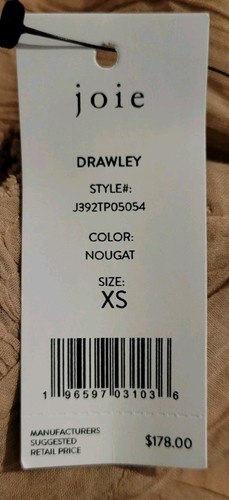 joie
DRAWLEY
STYLE#:
J392TP05054
COLOR:
NOUGAT
SIZE:
XS
1 96597 03103 6
MANUFACTURERS
SUGGESTED
RETAIL PRICE
$178.00